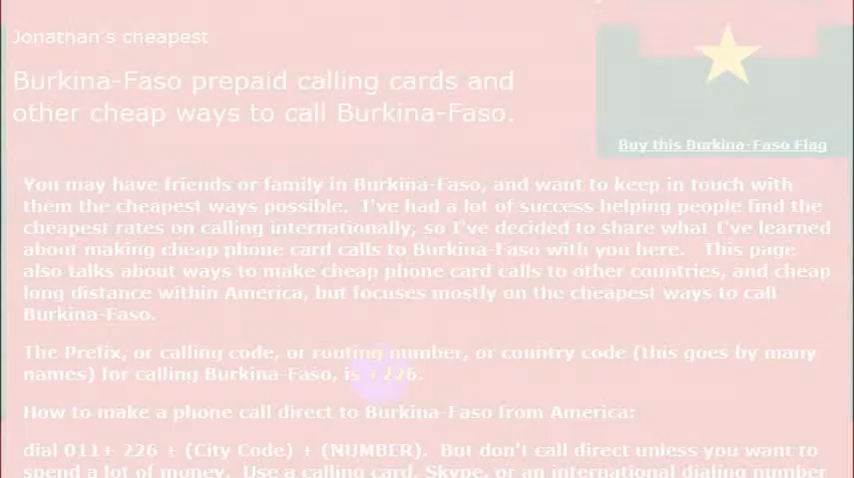 Jonathan's cheapest
Burkina-Faso prepaid calling cards and
other cheap ways to call Burkina-Faso.
Buy this Burkina-Faso Flag
You may have friends or family in Burkina-Faso, and want to keep in touch with
them the cheapest ways possible.  I've had a lot of success helping people find the
cheapest rates on calling internationally, so I've decided to share what I've learned
about making cheap phone card calls to Burkina-Faso with you here.   This page
also talks about ways to make cheap phone card calls to other countries, and cheap
long distance within America, but focuses mostly on the cheapest ways to call
Burkina-Faso.
The Prefix, or calling code, or routing number, or country code (this goes by many
names) for calling Burkina-Faso, is +226.
How to make a phone call direct to Burkina-Faso from America:
dial 011+ 226 + (City Code) + (NUMBER).  But don't call direct unless you want to
spend a lot of money.  Use a calling card, Skype, or an international dialing number